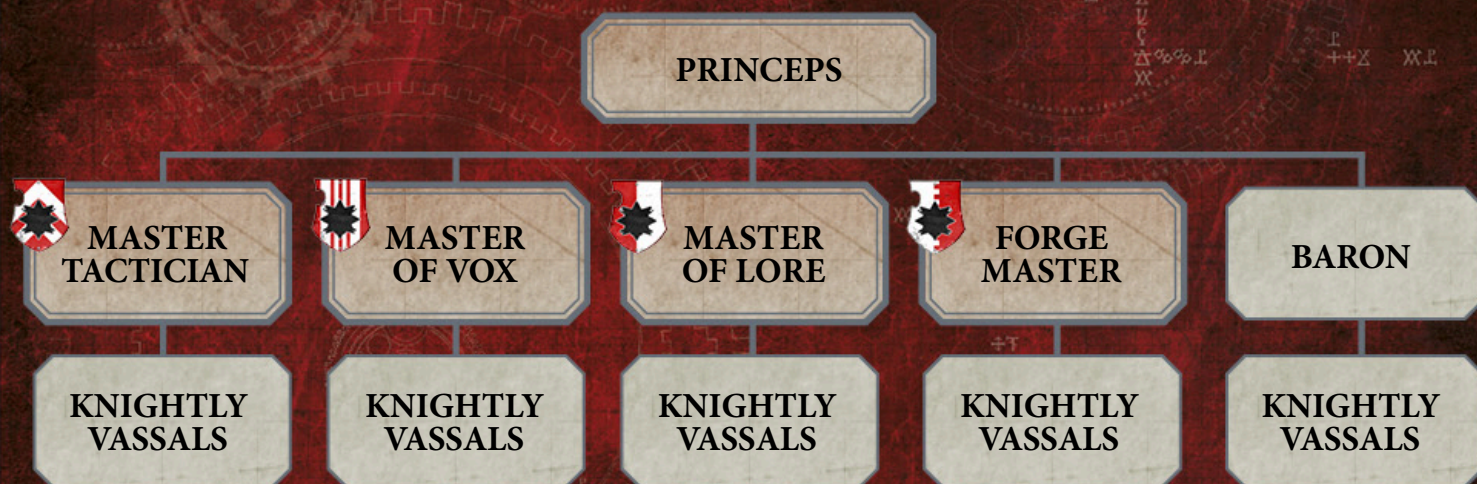 PRINCEPS
MASTER
TACTICIAN
MASTER
OF VOX
MASTER
OF LORE
FORGE
MASTER
BARON
KNIGHTLY
VASSALS
KNIGHTLY
VASSALS
KNIGHTLY
VASSALS
KNIGHTLY
VASSALS
KNIGHTLY
VASSALS